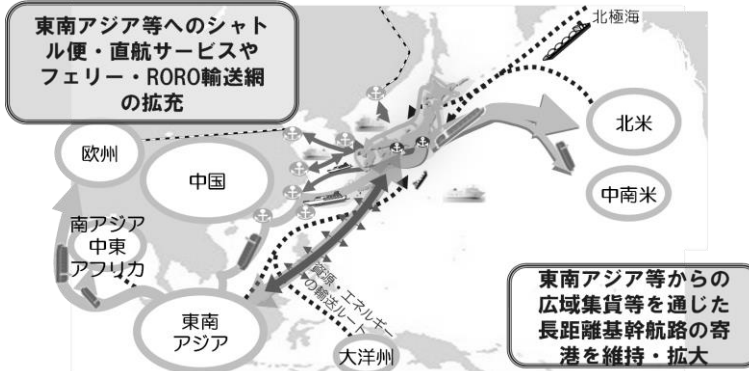 東南アジア等へのシャト
ル便・直航サービスや
フェリー・RORO輸送網
の拡充
北極海
欧州
中国
北米
中南米
南アジア
中東
アフリカ
東南
アジア
資源・エネルギー
の輸送ルート
大洋州
東南アジア等からの
広域集貨等を通じた
長距離基幹航路の寄
港を維持・拡大